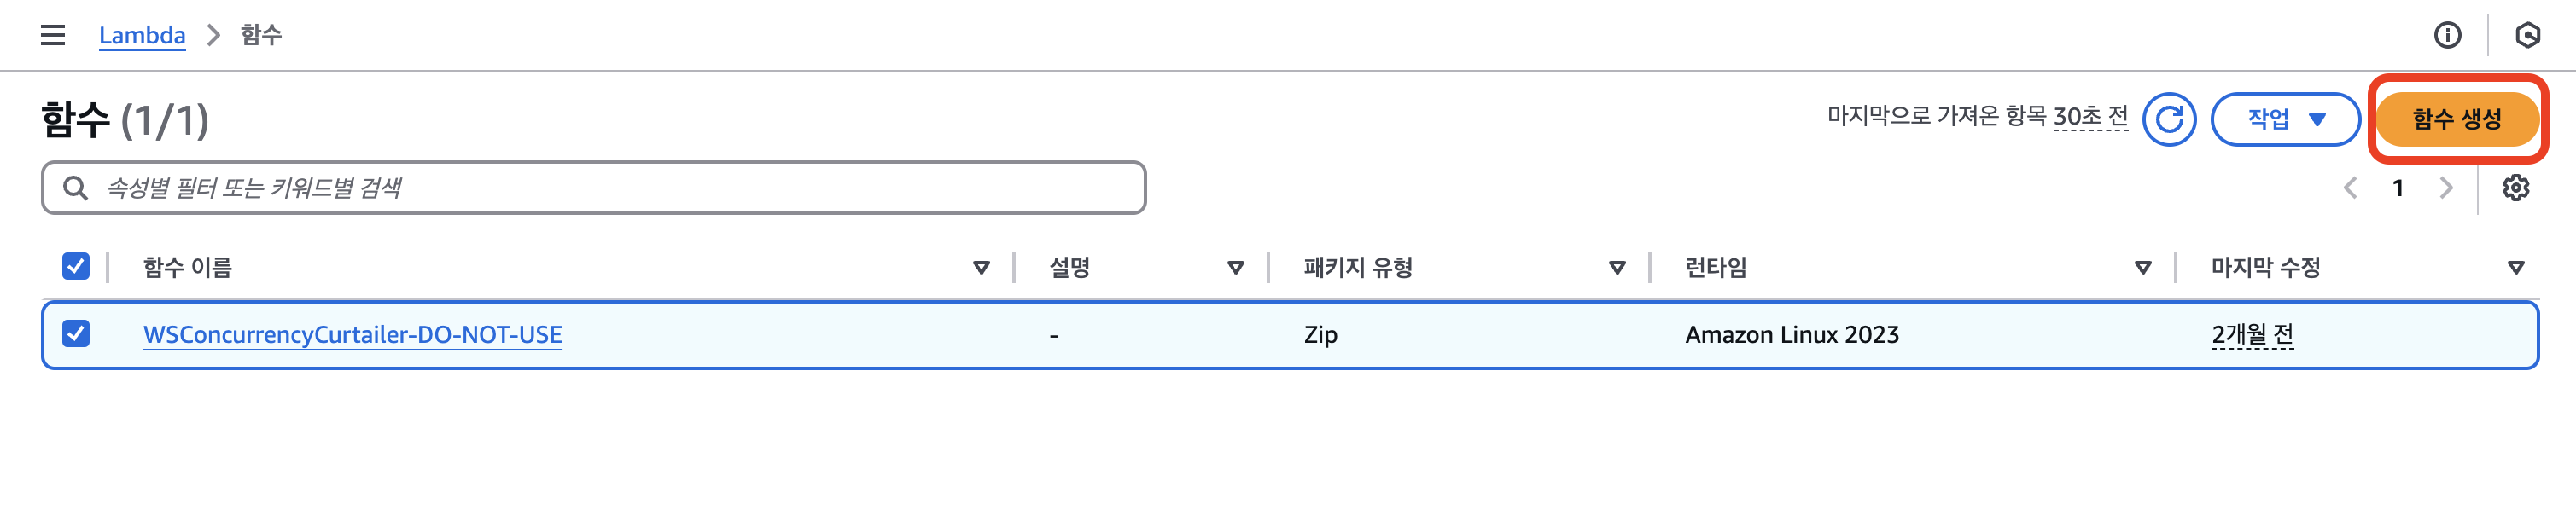 Lambda > 함수
함수 (1/1)
마지막으로 가져온 항목 30초 전
작업
함수 생성
속성별 필터 또는 키워드별 검색
1
함수 이름 설명 패키지 유형 런타임 마지막 수정
WSConcurrencyCurtailer-DO-NOT-USE - Zip Amazon Linux 2023 2개월 전